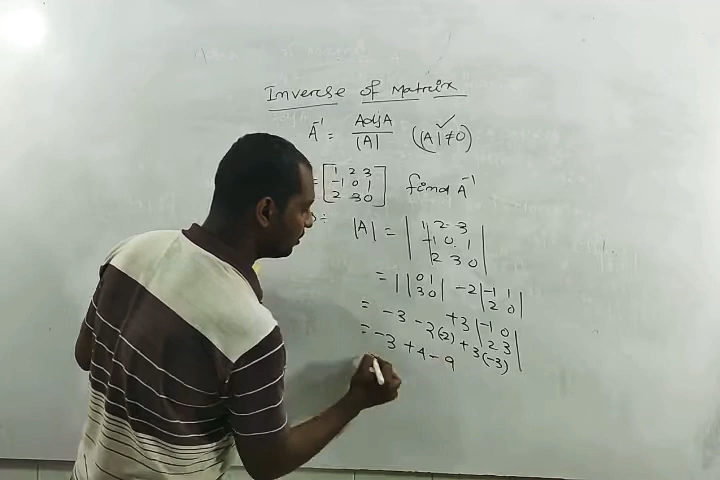 Inverse of Matrix
A⁻¹ = AdjA / |A| (|A| ≠ 0) ✓
= [1 2 3
-1 0 1
2 3 0] find A⁻¹
|A| = |1 2 3
-1 0 1
2 3 0|
= 1 |0 1
3 0| - 2 |-1 1
2 0|
+ 3 |-1 0
2 3|
= -3 - 2(-2) + 3(-3)
= -3 + 4 - 9